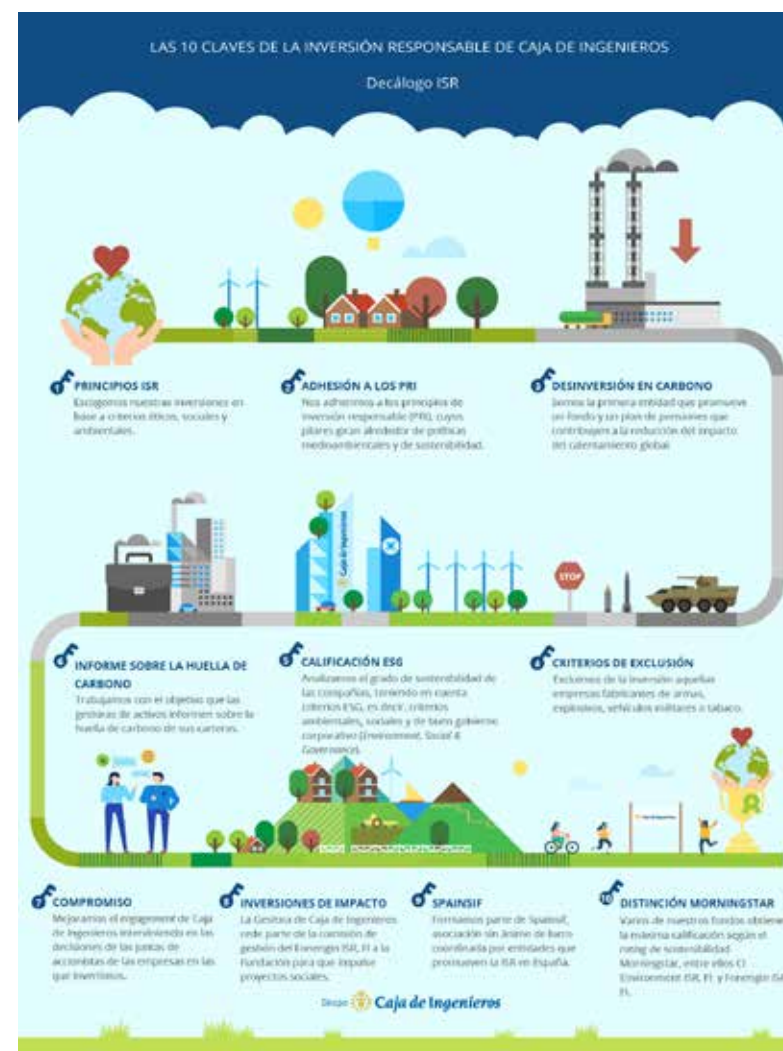 LAS 10 CLAVES DE LA INVERSIÓN RESPONSABLE DE CAJA DE INGENIEROS
Decálogo ISR
1
PRINCIPIOS ISR
Escogemos nuestras inversiones en
base a criterios éticos, sociales y
ambientales.
2
ADHESIÓN A LOS PRI
Nos adherimos a los principios de
inversión responsable (PRI), cuyos
pilares giran alrededor de políticas
medioambientales y de sostenibilidad.
3
DESINVERSIÓN EN CARBONO
Somos la primera entidad que promueve
un fondo y un plan de pensiones que
contribuyen a la reducción del impacto
del calentamiento global.
Caja de Ingenieros
STOP
INFORME SOBRE LA HUELLA DE
CARBONO
Trabajamos con el objetivo que las
gestoras de activos informen sobre la
huella de carbono de sus carteras.
5
CALIFICACIÓN ESG
Analizamos el grado de sostenibilidad de
las compañías, teniendo en cuenta
criterios ESG, es decir, criterios
ambientales, sociales y de buen gobierno
corporativo (Environment, Social &
Governance).
CRITERIOS DE EXCLUSIÓN
Excluimos de la inversión aquellas
empresas fabricantes de armas,
explosivos, vehículos militares o tabaco.
7
COMPROMISO
Mejoramos el engagement de Caja
de Ingenieros interviniendo en las
decisiones de las juntas de
accionistas de las empresas en las
que invertimos.
8
INVERSIONES DE IMPACTO
La Gestora de Caja de Ingenieros
cede parte de la comisión de
gestión del Fonengin ISR, FI a la
Fundación para que impulse
proyectos sociales.
9
SPAINSIF
Formamos parte de Spainsif,
asociación sin ánimo de lucro
coordinada por entidades que
promueven la ISR en España.
10
DISTINCIÓN MORNINGSTAR
Varios de nuestros fondos obtienen
la máxima calificación según el
rating de sostenibilidad
Morningstar, entre ellos CI
Environment ISR, FI y Fonengin ISR
FI.
Grupo Caja de Ingenieros